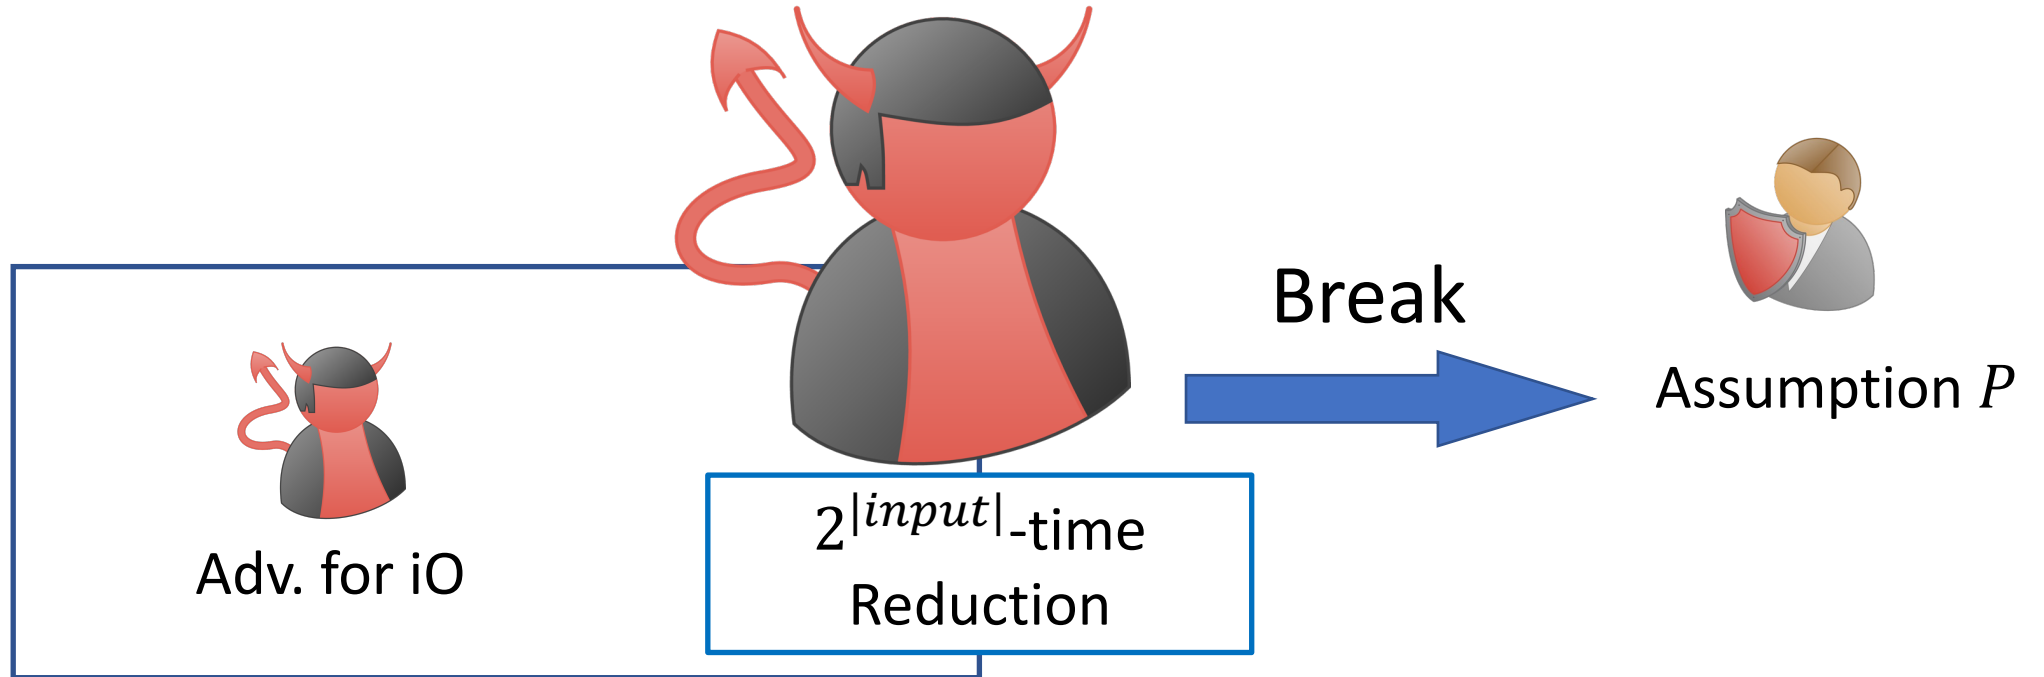 Break
Assumption 𝑃
Adv. for iO
2^{|𝑖𝑛𝑝𝑢𝑡|}-time
Reduction